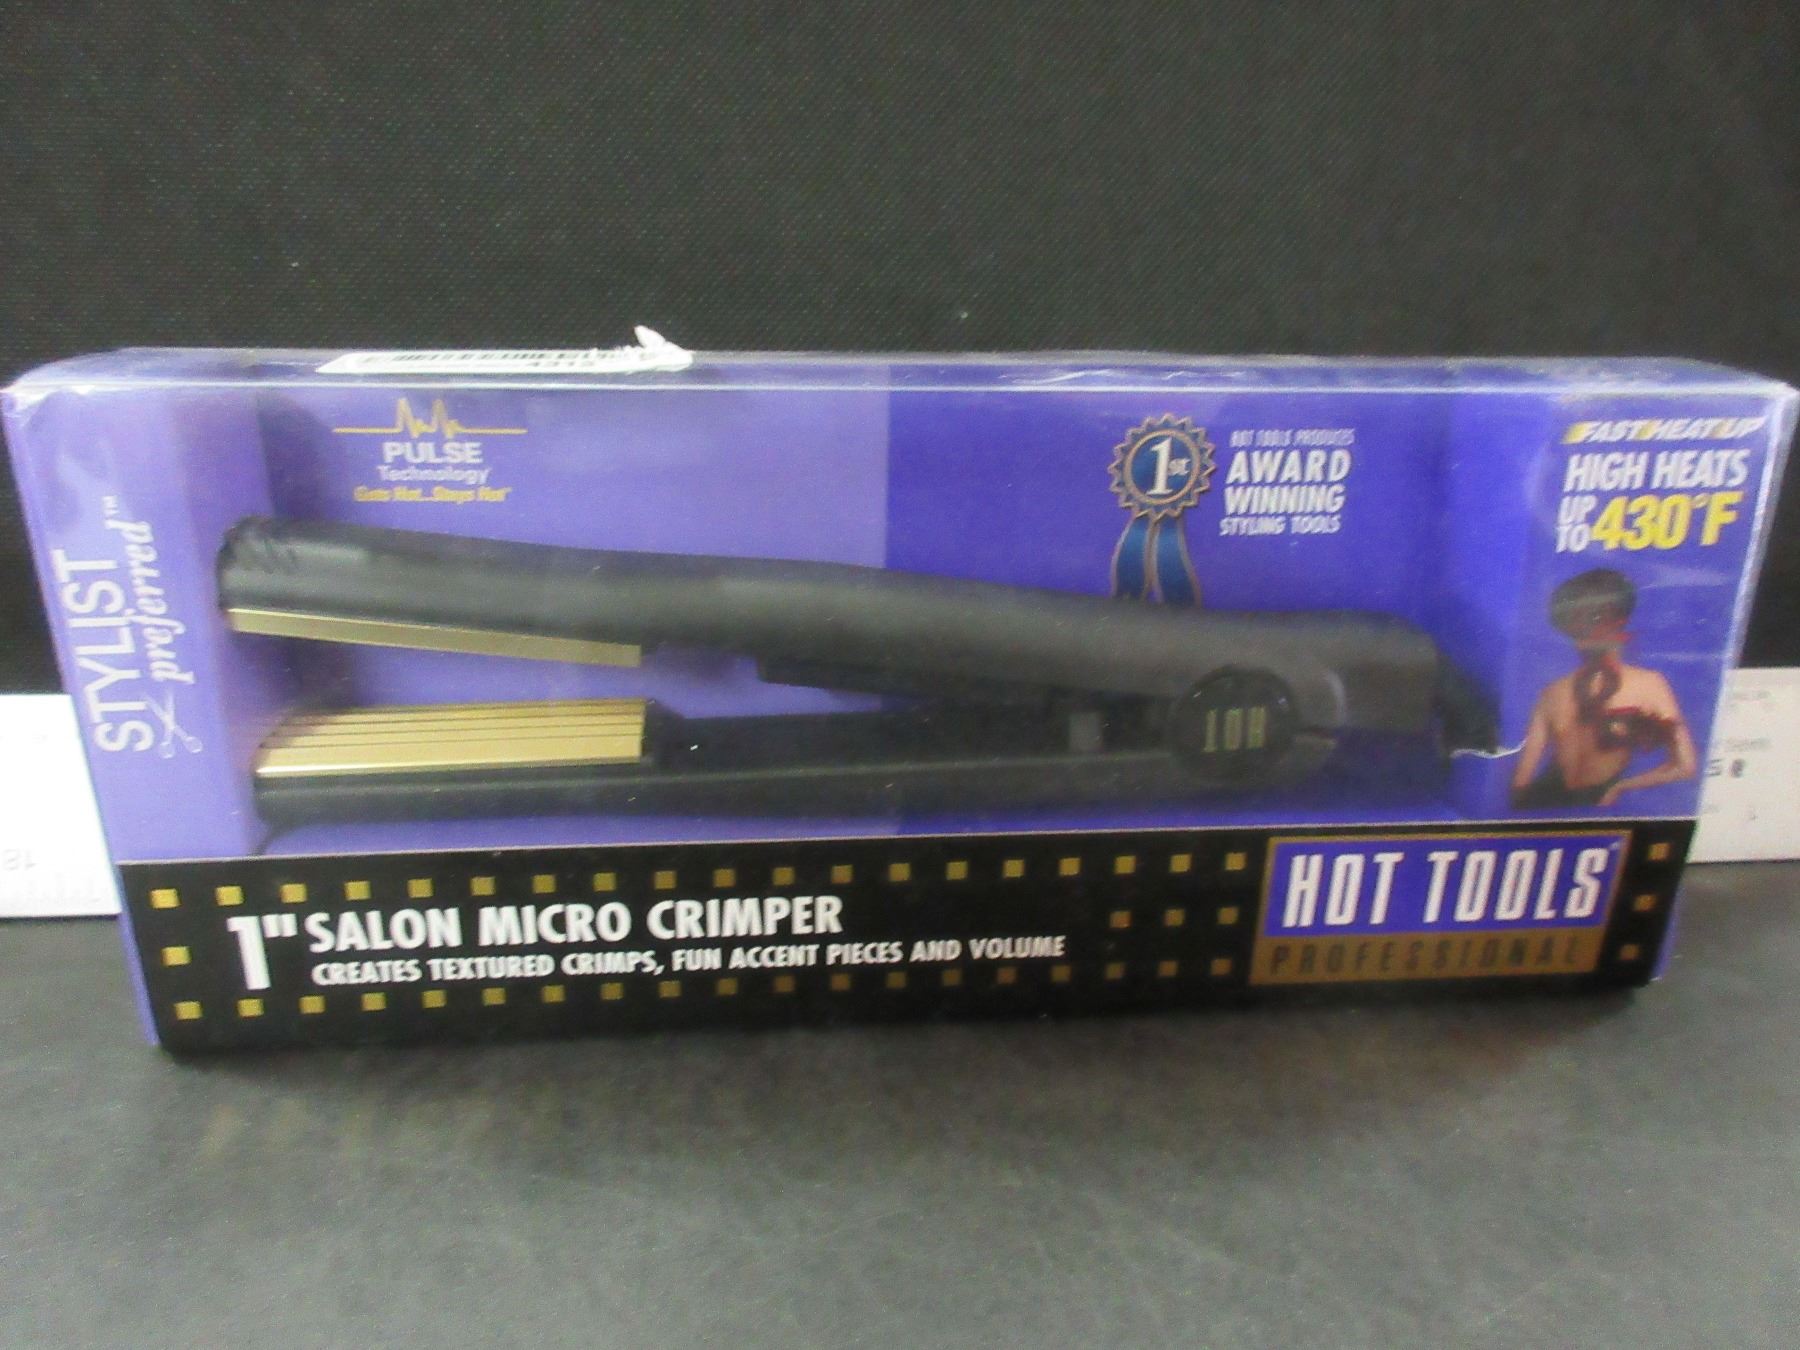 STYLIST
preferred™
PULSE
Technology
Gets Hot...Stays Hot
1st
HOT TOOLS PRODUCES
AWARD
WINNING
STYLING TOOLS
FAST HEAT UP
HIGH HEATS
UP TO 430°F
HOT
1" SALON MICRO CRIMPER
CREATES TEXTURED CRIMPS, FUN ACCENT PIECES AND VOLUME
HOT TOOLS
PROFESSIONAL
18